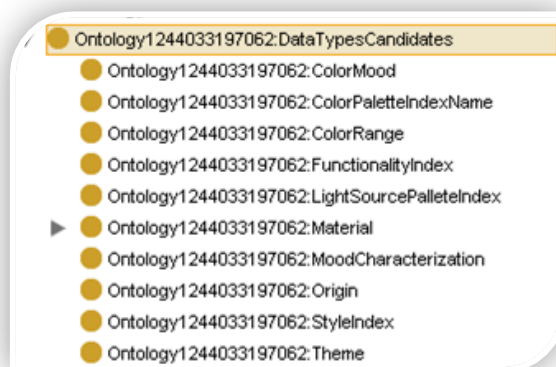 Ontology1244033197062:DataTypesCandidates
Ontology1244033197062:ColorMood
Ontology1244033197062:ColorPaletteIndexName
Ontology1244033197062:ColorRange
Ontology1244033197062:FunctionalityIndex
Ontology1244033197062:LightSourcePalleteIndex
Ontology1244033197062:Material
Ontology1244033197062:MoodCharacterization
Ontology1244033197062:Origin
Ontology1244033197062:StyleIndex
Ontology1244033197062:Theme